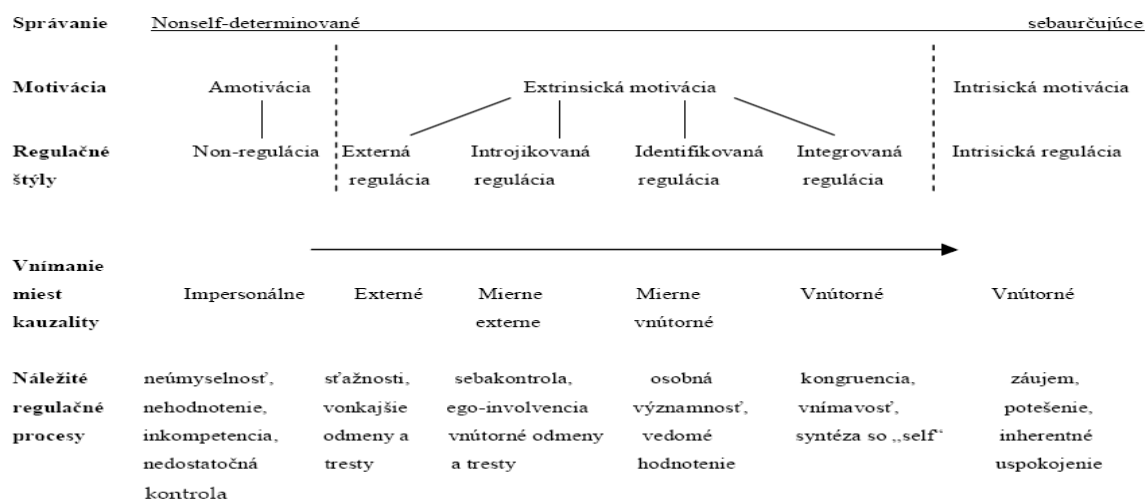 Správanie Nonself-determinované sebaurčujúce
Motivácia Amotivácia Extrinsická motivácia Intrisická motivácia
Regulačné Non-regulácia Externá Introjikovaná Identifikovaná Integrovaná Intrisická regulácia
štýly regulácia regulácia regulácia regulácia
Vnímanie
miest Impersonálne Externé Mierne Mierne Vnútorné Vnútorné
kauzality externe vnútorné
Náležité neúmyselnosť, sťažnosti, sebakontrola, osobná kongruencia, záujem,
regulačné nehodnotenie, vonkajšie ego-involvencia významnosť, vnímavosť, potešenie,
procesy inkompetencia, odmeny a vnútorné odmeny vedomé syntéza so „self“ inherentné
nedostatočná tresty a tresty hodnotenie uspokojenie
kontrola